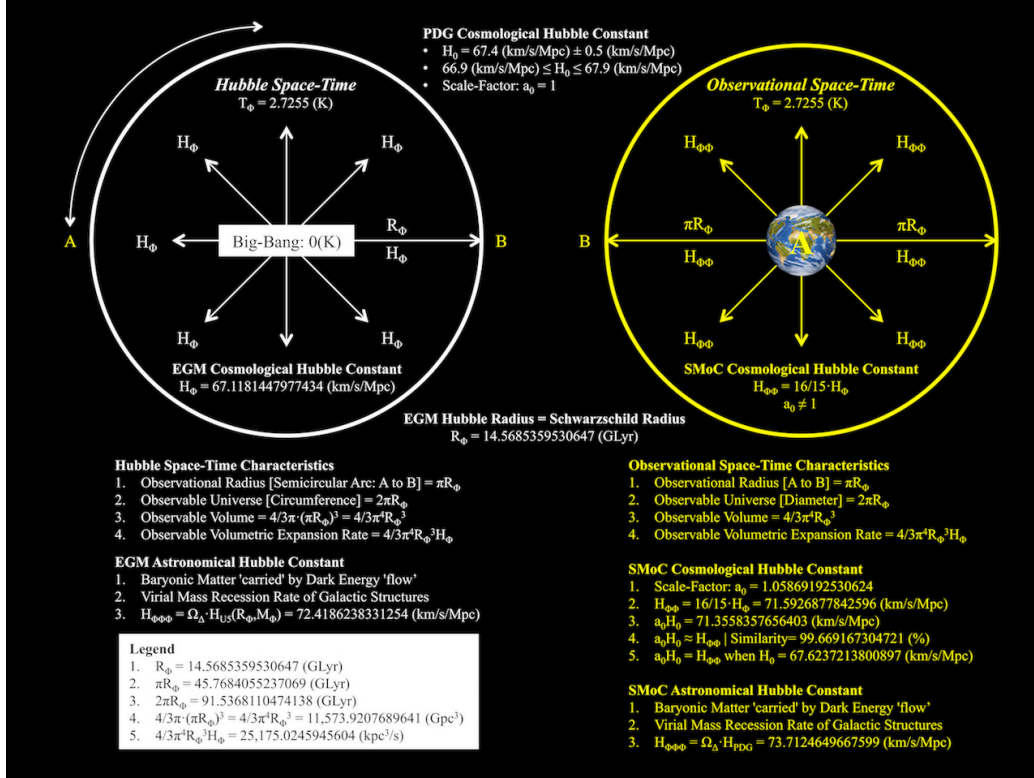 PDG Cosmological Hubble Constant
• H₀ = 67.4 (km/s/Mpc) ± 0.5 (km/s/Mpc)
• 66.9 (km/s/Mpc) ≤ H₀ ≤ 67.9 (km/s/Mpc)
• Scale-Factor: a₀ = 1
Hubble Space-Time
T_Φ = 2.7255 (K)
H_Φ
H_Φ
A
H_Φ
Big-Bang: 0(K)
R_Φ
H_Φ
B
H_Φ
H_Φ
EGM Cosmological Hubble Constant
H_Φ = 67.1181447977434 (km/s/Mpc)
Observational Space-Time
T_Φ = 2.7255 (K)
H_ΦΦ
H_ΦΦ
B
πR_Φ
H_ΦΦ
A
πR_Φ
H_ΦΦ
H_ΦΦ
H_ΦΦ
SMoC Cosmological Hubble Constant
H_ΦΦ = 16/15·H_Φ
a₀ ≠ 1
EGM Hubble Radius = Schwarzschild Radius
R_Φ = 14.5685359530647 (GLyr)
Hubble Space-Time Characteristics
1. Observational Radius [Semicircular Arc: A to B] = πR_Φ
2. Observable Universe [Circumference] = 2πR_Φ
3. Observable Volume = 4/3π·(πR_Φ)³ = 4/3π⁴R_Φ³
4. Observable Volumetric Expansion Rate = 4/3π⁴R_Φ³H_Φ
EGM Astronomical Hubble Constant
1. Baryonic Matter 'carried' by Dark Energy 'flow'
2. Virial Mass Recession Rate of Galactic Structures
3. H_ΦΦΦ = Ω_Δ·H_U5(R_Φ,M_Φ) = 72.4186238331254 (km/s/Mpc)
Legend
1. R_Φ = 14.5685359530647 (GLyr)
2. πR_Φ = 45.7684055237069 (GLyr)
3. 2πR_Φ = 91.5368110474138 (GLyr)
4. 4/3π·(πR_Φ)³ = 4/3π⁴R_Φ³ = 11,573.9207689641 (Gpc³)
5. 4/3π⁴R_Φ³H_Φ = 25,175.0245945604 (kpc³/s)
Observational Space-Time Characteristics
1. Observational Radius [A to B] = πR_Φ
2. Observable Universe [Diameter] = 2πR_Φ
3. Observable Volume = 4/3π⁴R_Φ³
4. Observable Volumetric Expansion Rate = 4/3π⁴R_Φ³H_Φ
SMoC Cosmological Hubble Constant
1. Scale-Factor: a₀ = 1.05869192530624
2. H_ΦΦ = 16/15·H_Φ = 71.5926877842596 (km/s/Mpc)
3. a₀H₀ = 71.3558357656403 (km/s/Mpc)
4. a₀H₀ ≈ H_ΦΦ | Similarity= 99.669167304721 (%)
5. a₀H₀ = H_ΦΦ when H₀ = 67.6237213800897 (km/s/Mpc)
SMoC Astronomical Hubble Constant
1. Baryonic Matter 'carried' by Dark Energy 'flow'
2. Virial Mass Recession Rate of Galactic Structures
3. H_ΦΦΦ = Ω_Δ·H_PDG = 73.7124649667599 (km/s/Mpc)